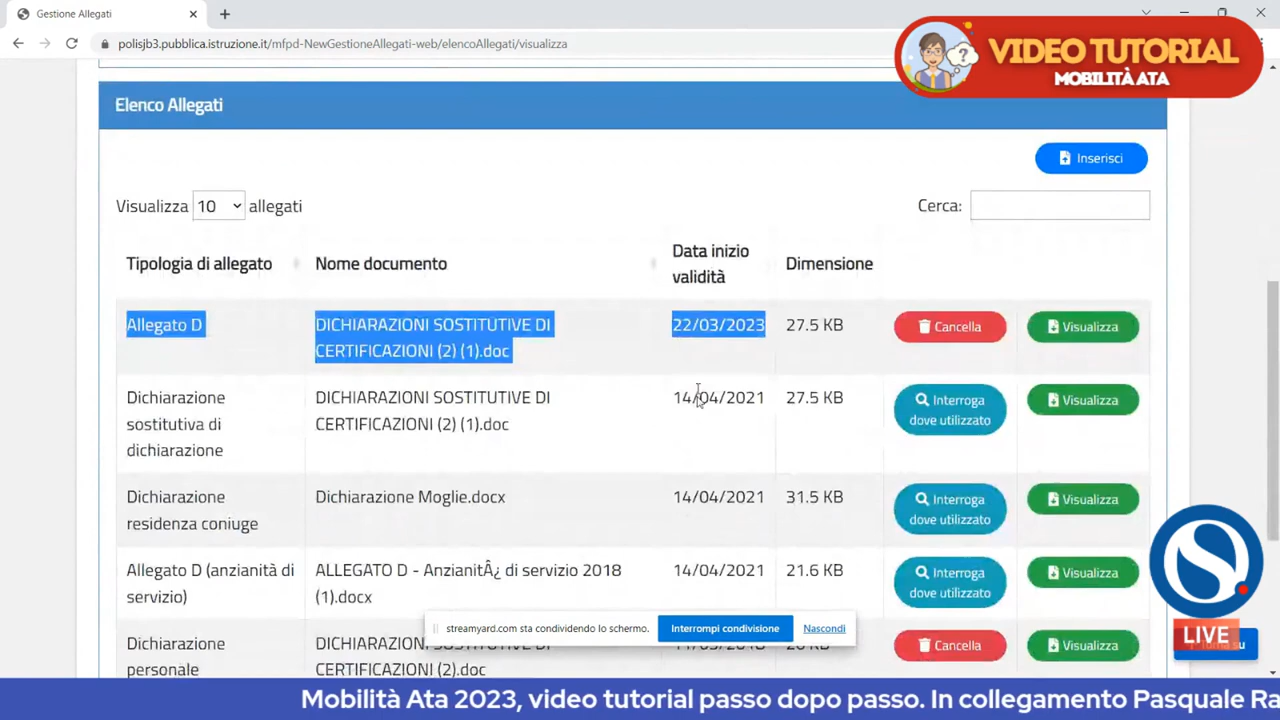 Gestione Allegati
polisjb3.pubblica.istruzione.it/mfpd-NewGestioneAllegati-web/elencoAllegati/visualizza
VIDEO TUTORIAL
MOBILITÀ ATA
Elenco Allegati
Inserisci
Visualizza 10 allegati
Cerca:
Tipologia di allegato
Nome documento
Data inizio
validità
Dimensione
Allegato D
DICHIARAZIONI SOSTITUTIVE DI
CERTIFICAZIONI (2) (1).doc
22/03/2023
27.5 KB
Cancella
Visualizza
Dichiarazione
sostitutiva di
dichiarazione
DICHIARAZIONI SOSTITUTIVE DI
CERTIFICAZIONI (2) (1).doc
14/04/2021
27.5 KB
Interroga
dove utilizzato
Visualizza
Dichiarazione
residenza coniuge
Dichiarazione Moglie.docx
14/04/2021
31.5 KB
Interroga
dove utilizzato
Visualizza
Allegato D (anzianità di
servizio)
ALLEGATO D - AnzianitÂ¿ di servizio 2018
(1).docx
14/04/2021
21.6 KB
Interroga
dove utilizzato
Visualizza
Dichiarazione
personale
CERTIFICAZIONI (2).doc
Cancella
Visualizza
streamyard.com sta condividendo lo schermo.
Interrompi condivisione
Nascondi
LIVE
Mobilità Ata 2023, video tutorial passo dopo passo. In collegamento Pasquale Ra